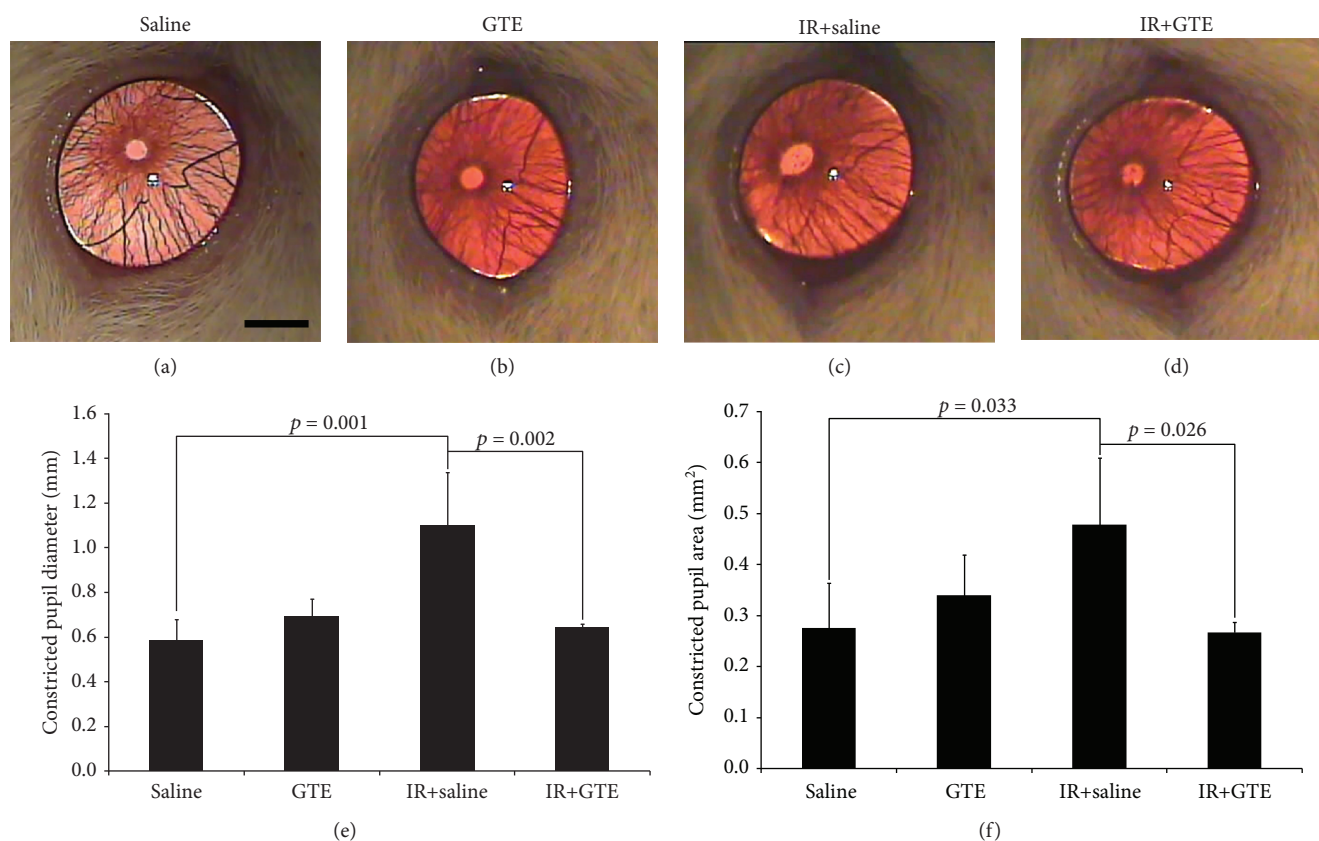 Saline
GTE
IR+saline
IR+GTE
(a)
(b)
(c)
(d)
Constricted pupil diameter (mm)
1.6
1.4
1.2
1.0
0.8
0.6
0.4
0.2
0.0
p = 0.001
p = 0.002
Saline
GTE
IR+saline
IR+GTE
(e)
Constricted pupil area (mm²)
0.7
0.6
0.5
0.4
0.3
0.2
0.1
0.0
p = 0.033
p = 0.026
Saline
GTE
IR+saline
IR+GTE
(f)